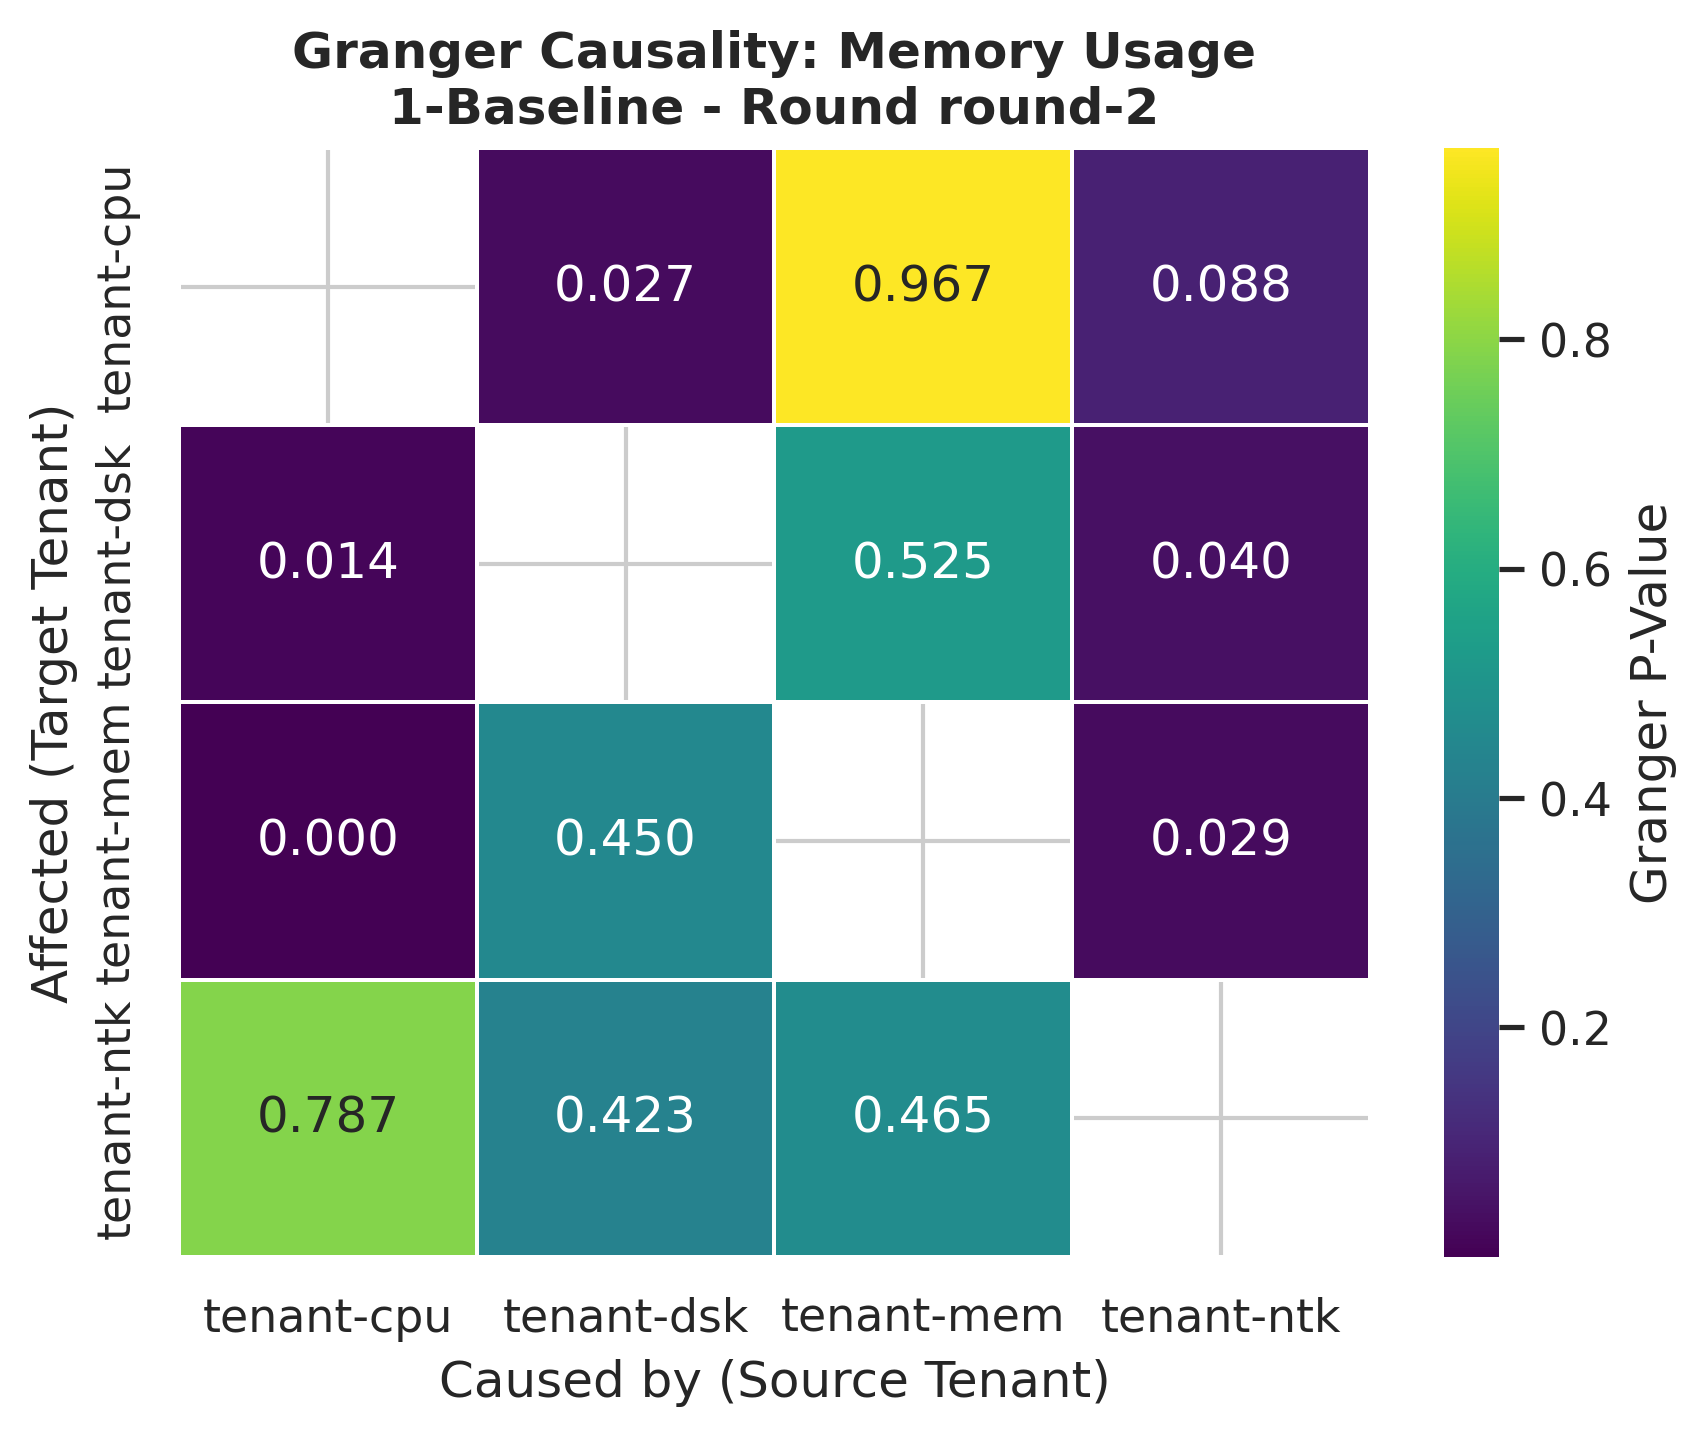 Granger Causality: Memory Usage
1-Baseline - Round round-2
Affected (Target Tenant)
tenant-cpu
0.027
0.967
0.088
tenant-dsk
0.014
0.525
0.040
tenant-mem
0.000
0.450
0.029
tenant-ntk
0.787
0.423
0.465
tenant-cpu
tenant-dsk
tenant-mem
tenant-ntk
Caused by (Source Tenant)
0.8
0.6
0.4
0.2
Granger P-Value